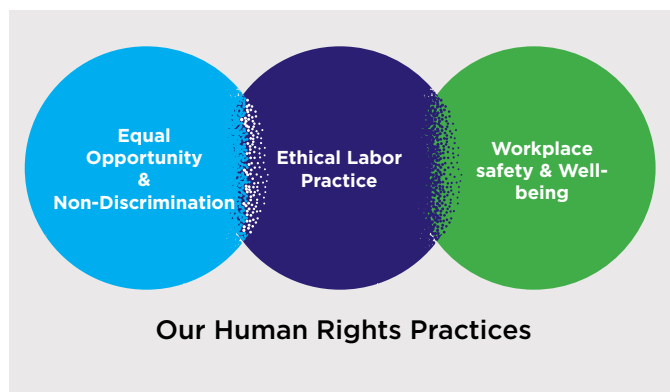 Equal
Opportunity
&
Non-Discrimination
Ethical Labor
Practice
Workplace
safety & Well-
being
Our Human Rights Practices